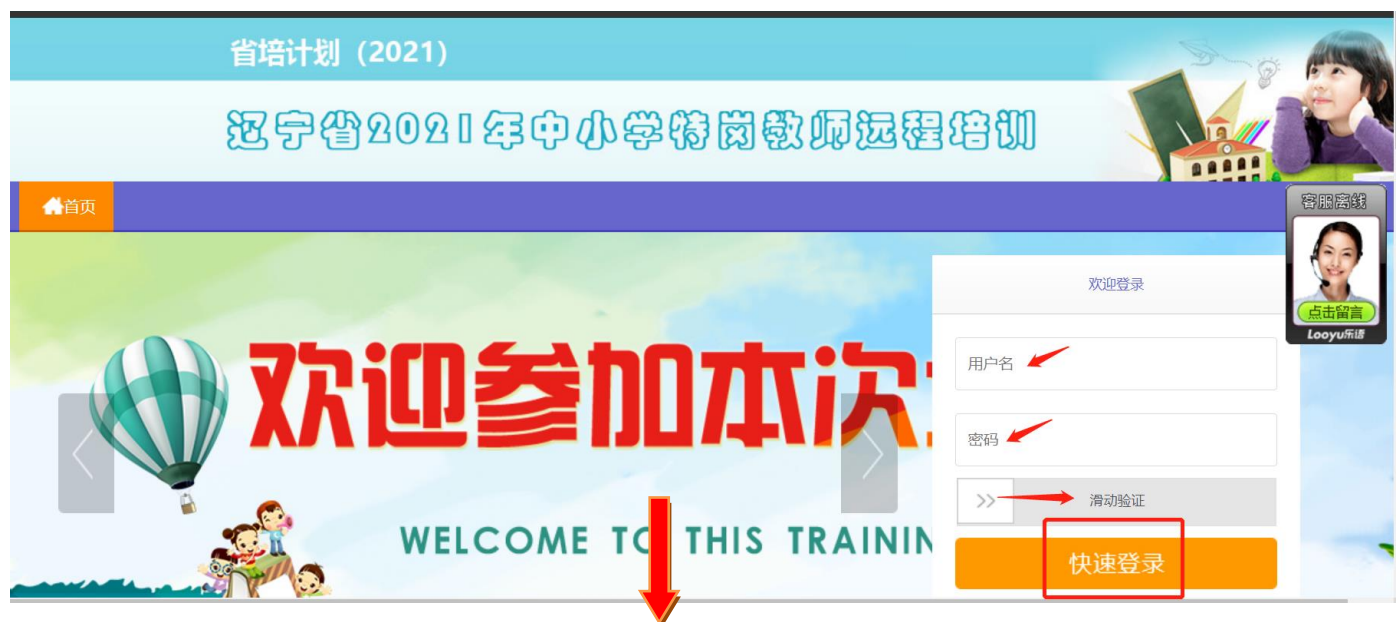 省培计划（2021）
辽宁省2021年中小学特岗教师远程培训
首页
客服离线
点击留言
Looyu乐语
欢迎登录
用户名
密码
>> 滑动验证
快速登录
欢迎参加本次
WELCOME TO THIS TRAININ